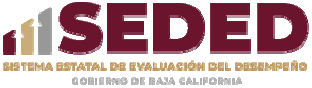 SEDED
SISTEMA ESTATAL DE EVALUACIÓN DEL DESEMPEÑO
GOBIERNO DE BAJA CALIFORNIA